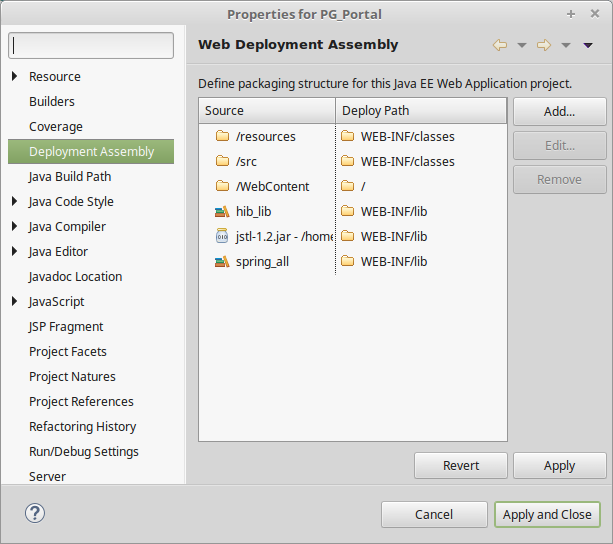 Properties for PG_Portal
Web Deployment Assembly
Resource
Builders
Coverage
Deployment Assembly
Java Build Path
Java Code Style
Java Compiler
Java Editor
Javadoc Location
JavaScript
JSP Fragment
Project Facets
Project Natures
Project References
Refactoring History
Run/Debug Settings
Server
Define packaging structure for this Java EE Web Application project.
Source Deploy Path
/resources WEB-INF/classes
/src WEB-INF/classes
/WebContent /
hib_lib WEB-INF/lib
jstl-1.2.jar - /home WEB-INF/lib
spring_all WEB-INF/lib
Add...
Edit...
Remove
Revert Apply
Cancel Apply and Close